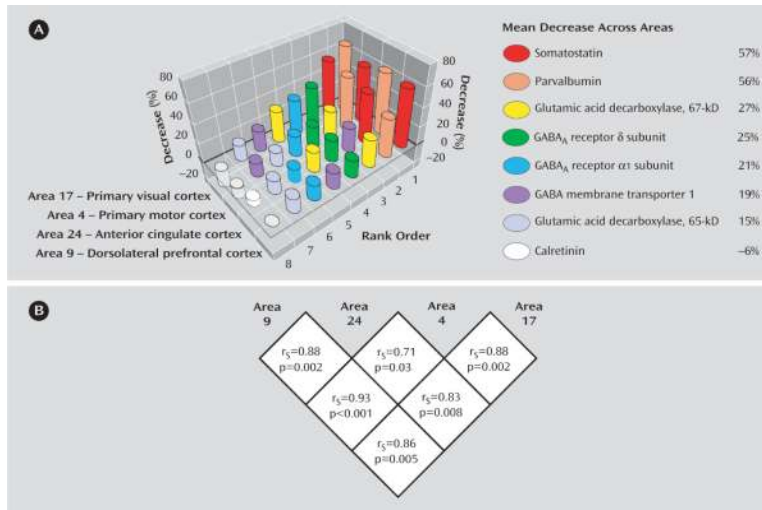 A
Decrease (%)
80
60
40
20
0
−20
80
60
40
20
0
−20
Decrease (%)
Area 17 – Primary visual cortex
Area 4 – Primary motor cortex
Area 24 – Anterior cingulate cortex
Area 9 – Dorsolateral prefrontal cortex
8
7
6
5
4
3
2
1
Rank Order
Mean Decrease Across Areas
Somatostatin 57%
Parvalbumin 56%
Glutamic acid decarboxylase, 67-kD 27%
GABAA receptor δ subunit 25%
GABAA receptor α1 subunit 21%
GABA membrane transporter 1 19%
Glutamic acid decarboxylase, 65-kD 15%
Calretinin –6%
B
Area Area Area Area
9 24 4 17
rS=0.88 rS=0.71 rS=0.88
p=0.002 p=0.03 p=0.002
rS=0.93 rS=0.83
p<0.001 p=0.008
rS=0.86
p=0.005